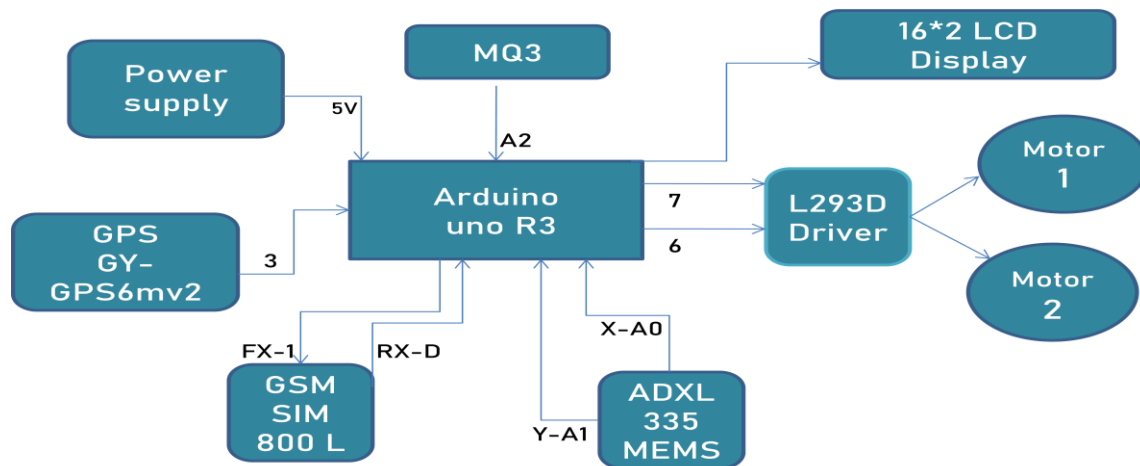 Power
supply
MQ3
16*2 LCD
Display
5V
A2
Arduino
uno R3
7
6
L293D
Driver
Motor
1
Motor
2
GPS
GY-
GPS6mv2
3
FX-1
RX-D
X-A0
Y-A1
GSM
SIM
800 L
ADXL
335
MEMS